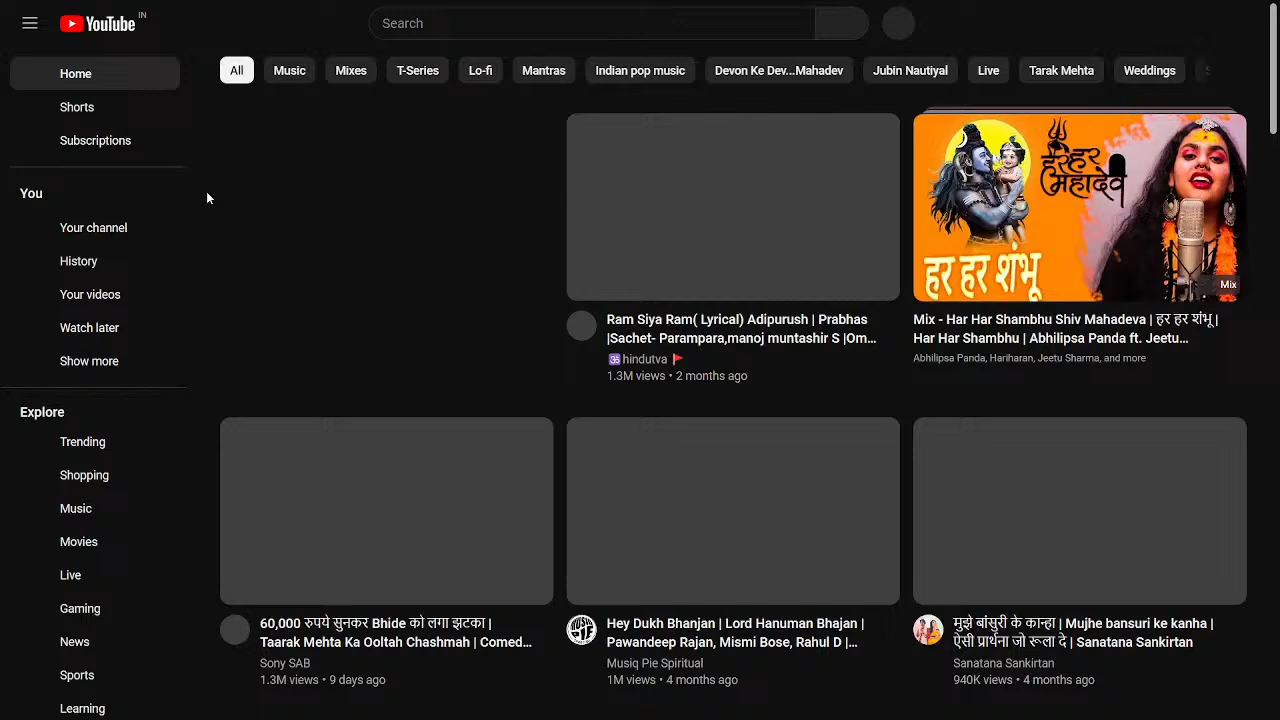 YouTube IN
Search
Home
Shorts
Subscriptions
You
Your channel
History
Your videos
Watch later
Show more
Explore
Trending
Shopping
Music
Movies
Live
Gaming
News
Sports
Learning
All Music Mixes T-Series Lo-fi Mantras Indian pop music Devon Ke Dev...Mahadev Jubin Nautiyal Live Tarak Mehta Weddings
Ram Siya Ram( Lyrical) Adipurush | Prabhas
|Sachet- Parampara,manoj muntashir S |Om...
🕉hindutva 🚩
1.3M views • 2 months ago
हर हर
महादेव
हर हर शंभू
Mix
Mix - Har Har Shambhu Shiv Mahadeva | हर हर शंभू |
Har Har Shambhu | Abhilipsa Panda ft. Jeetu...
Abhilipsa Panda, Hariharan, Jeetu Sharma, and more
60,000 रुपये सुनकर Bhide को लगा झटका |
Taarak Mehta Ka Ooltah Chashmah | Comed...
Sony SAB
1.3M views • 9 days ago
Hey Dukh Bhanjan | Lord Hanuman Bhajan |
Pawandeep Rajan, Mismi Bose, Rahul D |...
Musiq Pie Spiritual
1M views • 4 months ago
मुझे बांसुरी के कान्हा | Mujhe bansuri ke kanha |
ऐसी प्रार्थना जो रूला दे | Sanatana Sankirtan
Sanatana Sankirtan
940K views • 4 months ago